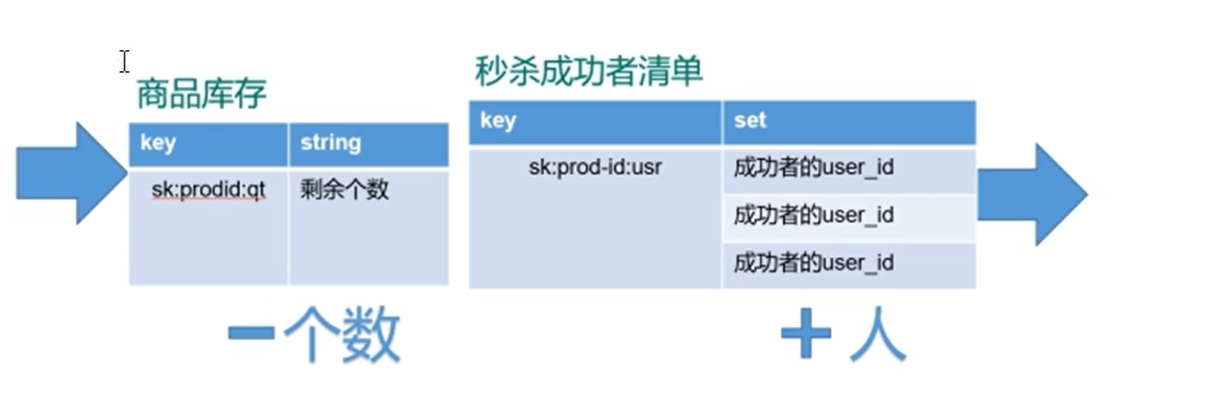 商品库存
key string
sk:prodid:qt 剩余个数
－个数
秒杀成功者清单
key set
sk:prod-id:usr 成功者的user_id
成功者的user_id
成功者的user_id
＋人